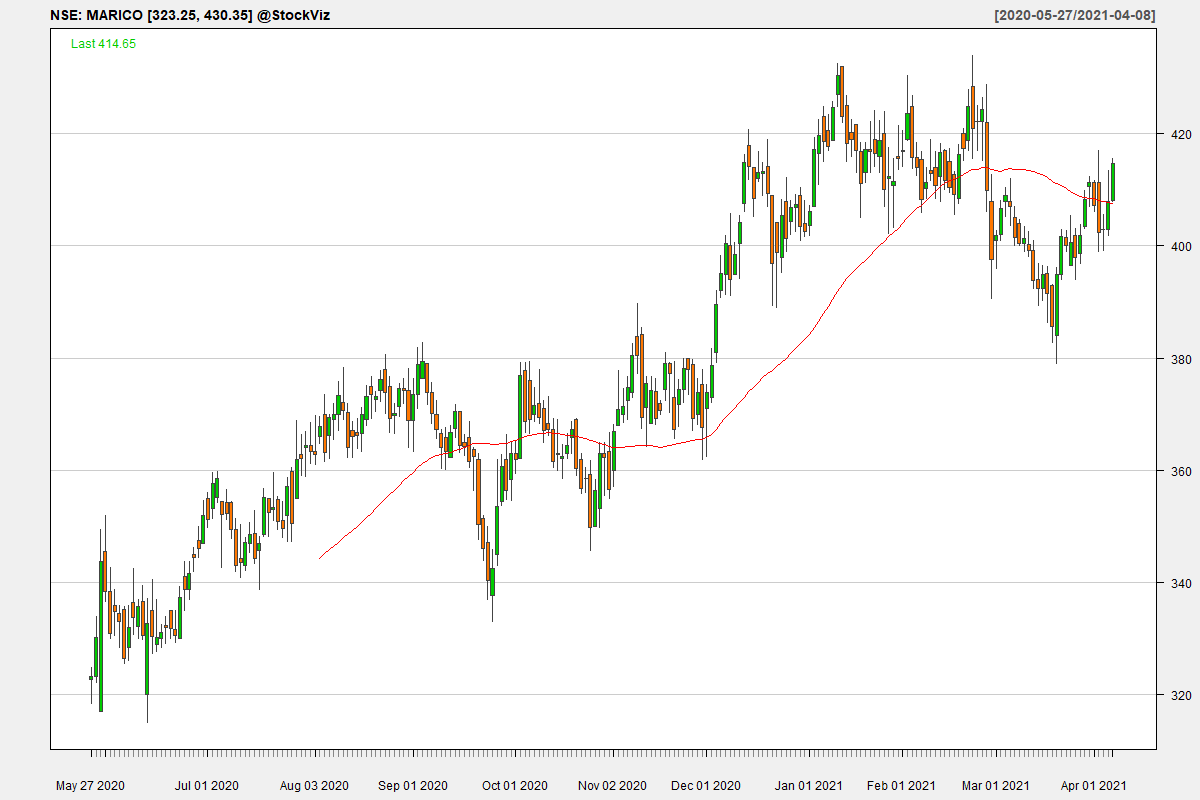 NSE: MARICO [323.25, 430.35] @StockViz
[2020-05-27/2021-04-08]
Last 414.65
420
400
380
360
340
320
May 27 2020
Jul 01 2020
Aug 03 2020
Sep 01 2020
Oct 01 2020
Nov 02 2020
Dec 01 2020
Jan 01 2021
Feb 01 2021
Mar 01 2021
Apr 01 2021